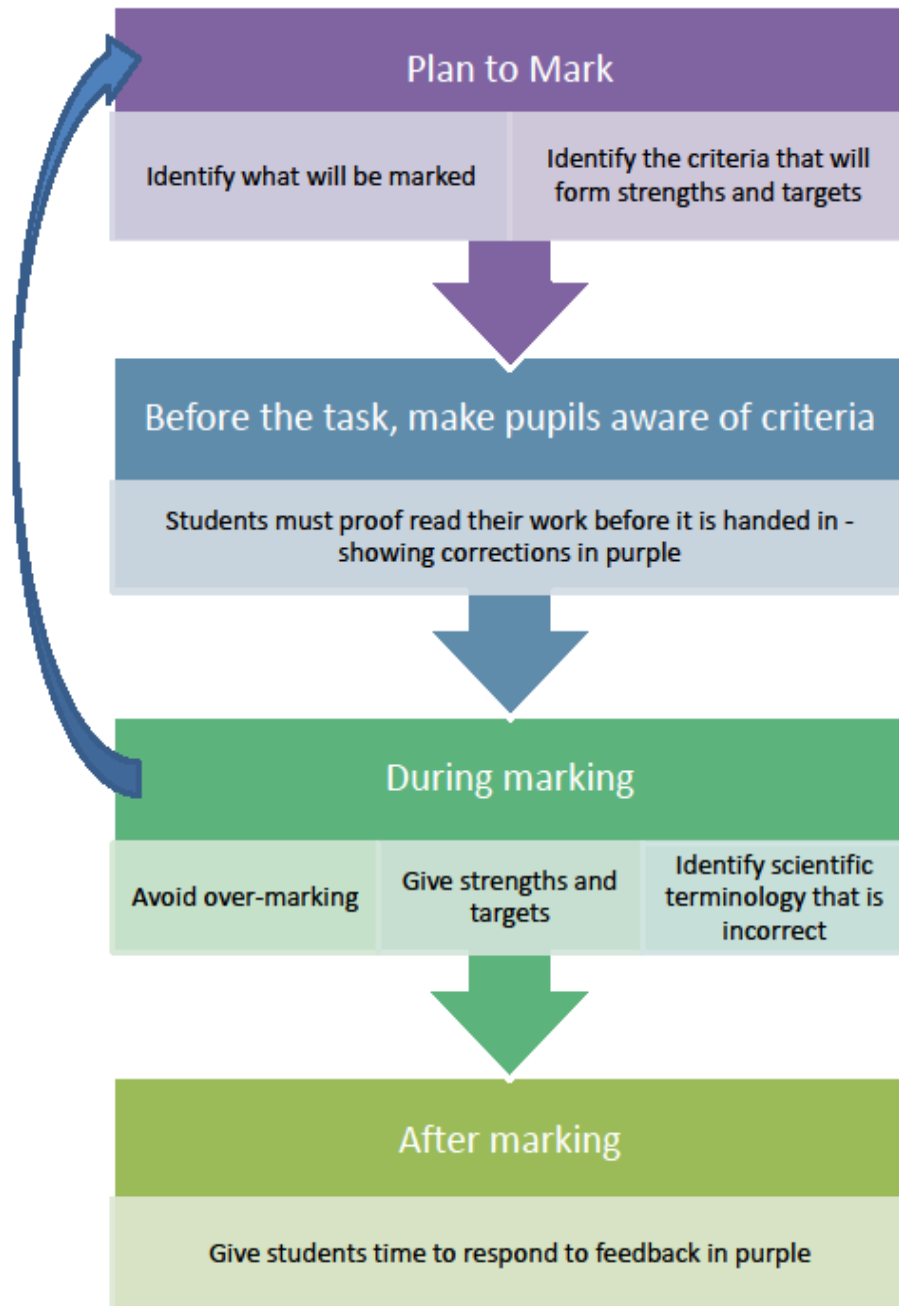 Plan to Mark
Identify what will be marked
Identify the criteria that will
form strengths and targets
Before the task, make pupils aware of criteria
Students must proof read their work before it is handed in -
showing corrections in purple
During marking
Avoid over-marking
Give strengths and
targets
Identify scientific
terminology that is
incorrect
After marking
Give students time to respond to feedback in purple